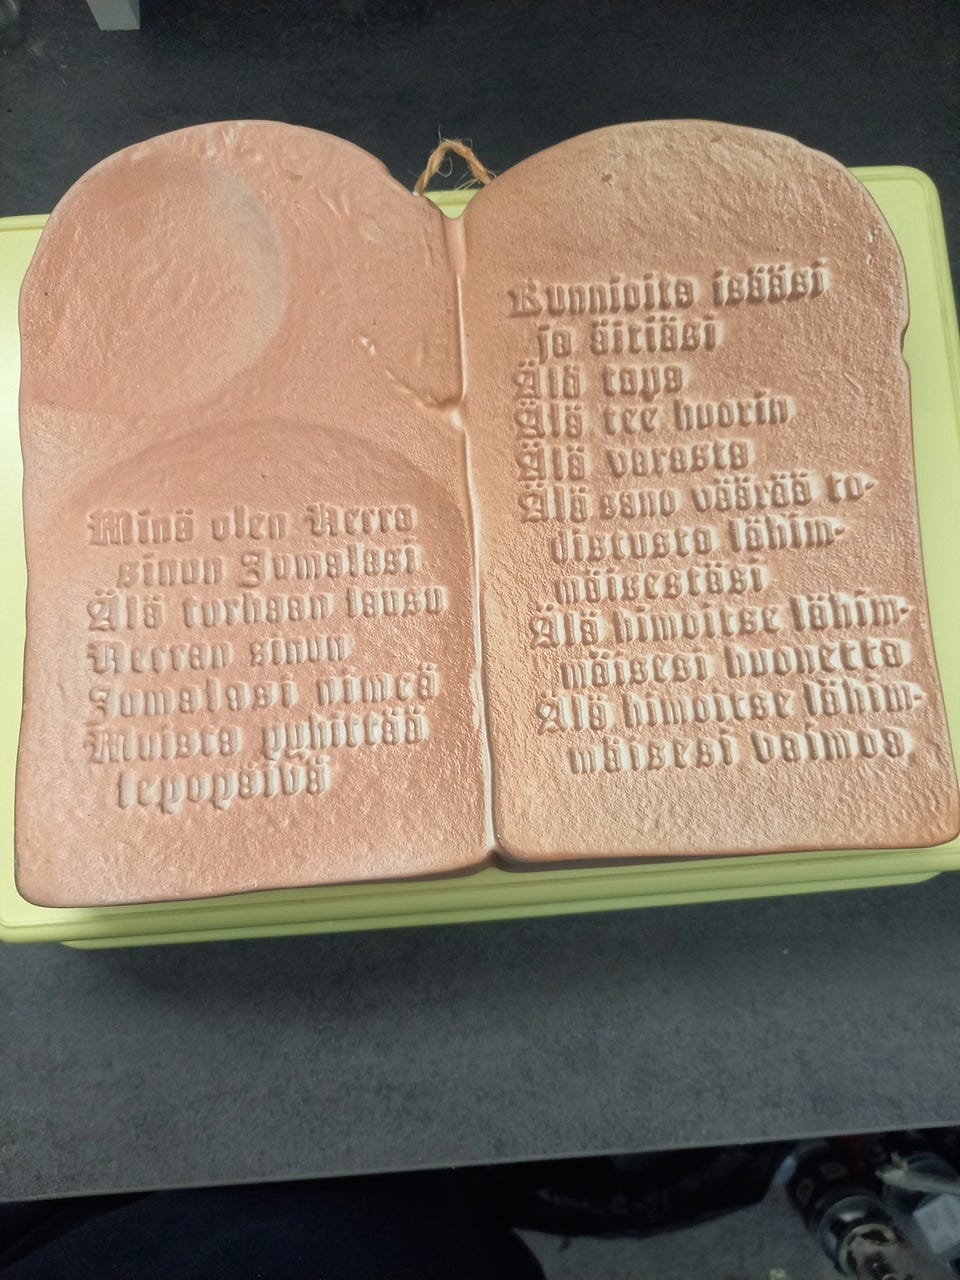 Minä olen Herra
sinun Jumalasi
Älä turhaan lausu
Herran sinun
Jumalasi nimeä
Muista pyhittää
lepopäivä
Kunnioita isääsi
ja äitiäsi
Älä tapa
Älä tee huorin
Älä varasta
Älä sano väärää to-
distusta lähim-
mäisestäsi
Älä himoitse lähim-
mäisesi huonetta
Älä himoitse lähim-
mäisesi vaimoa